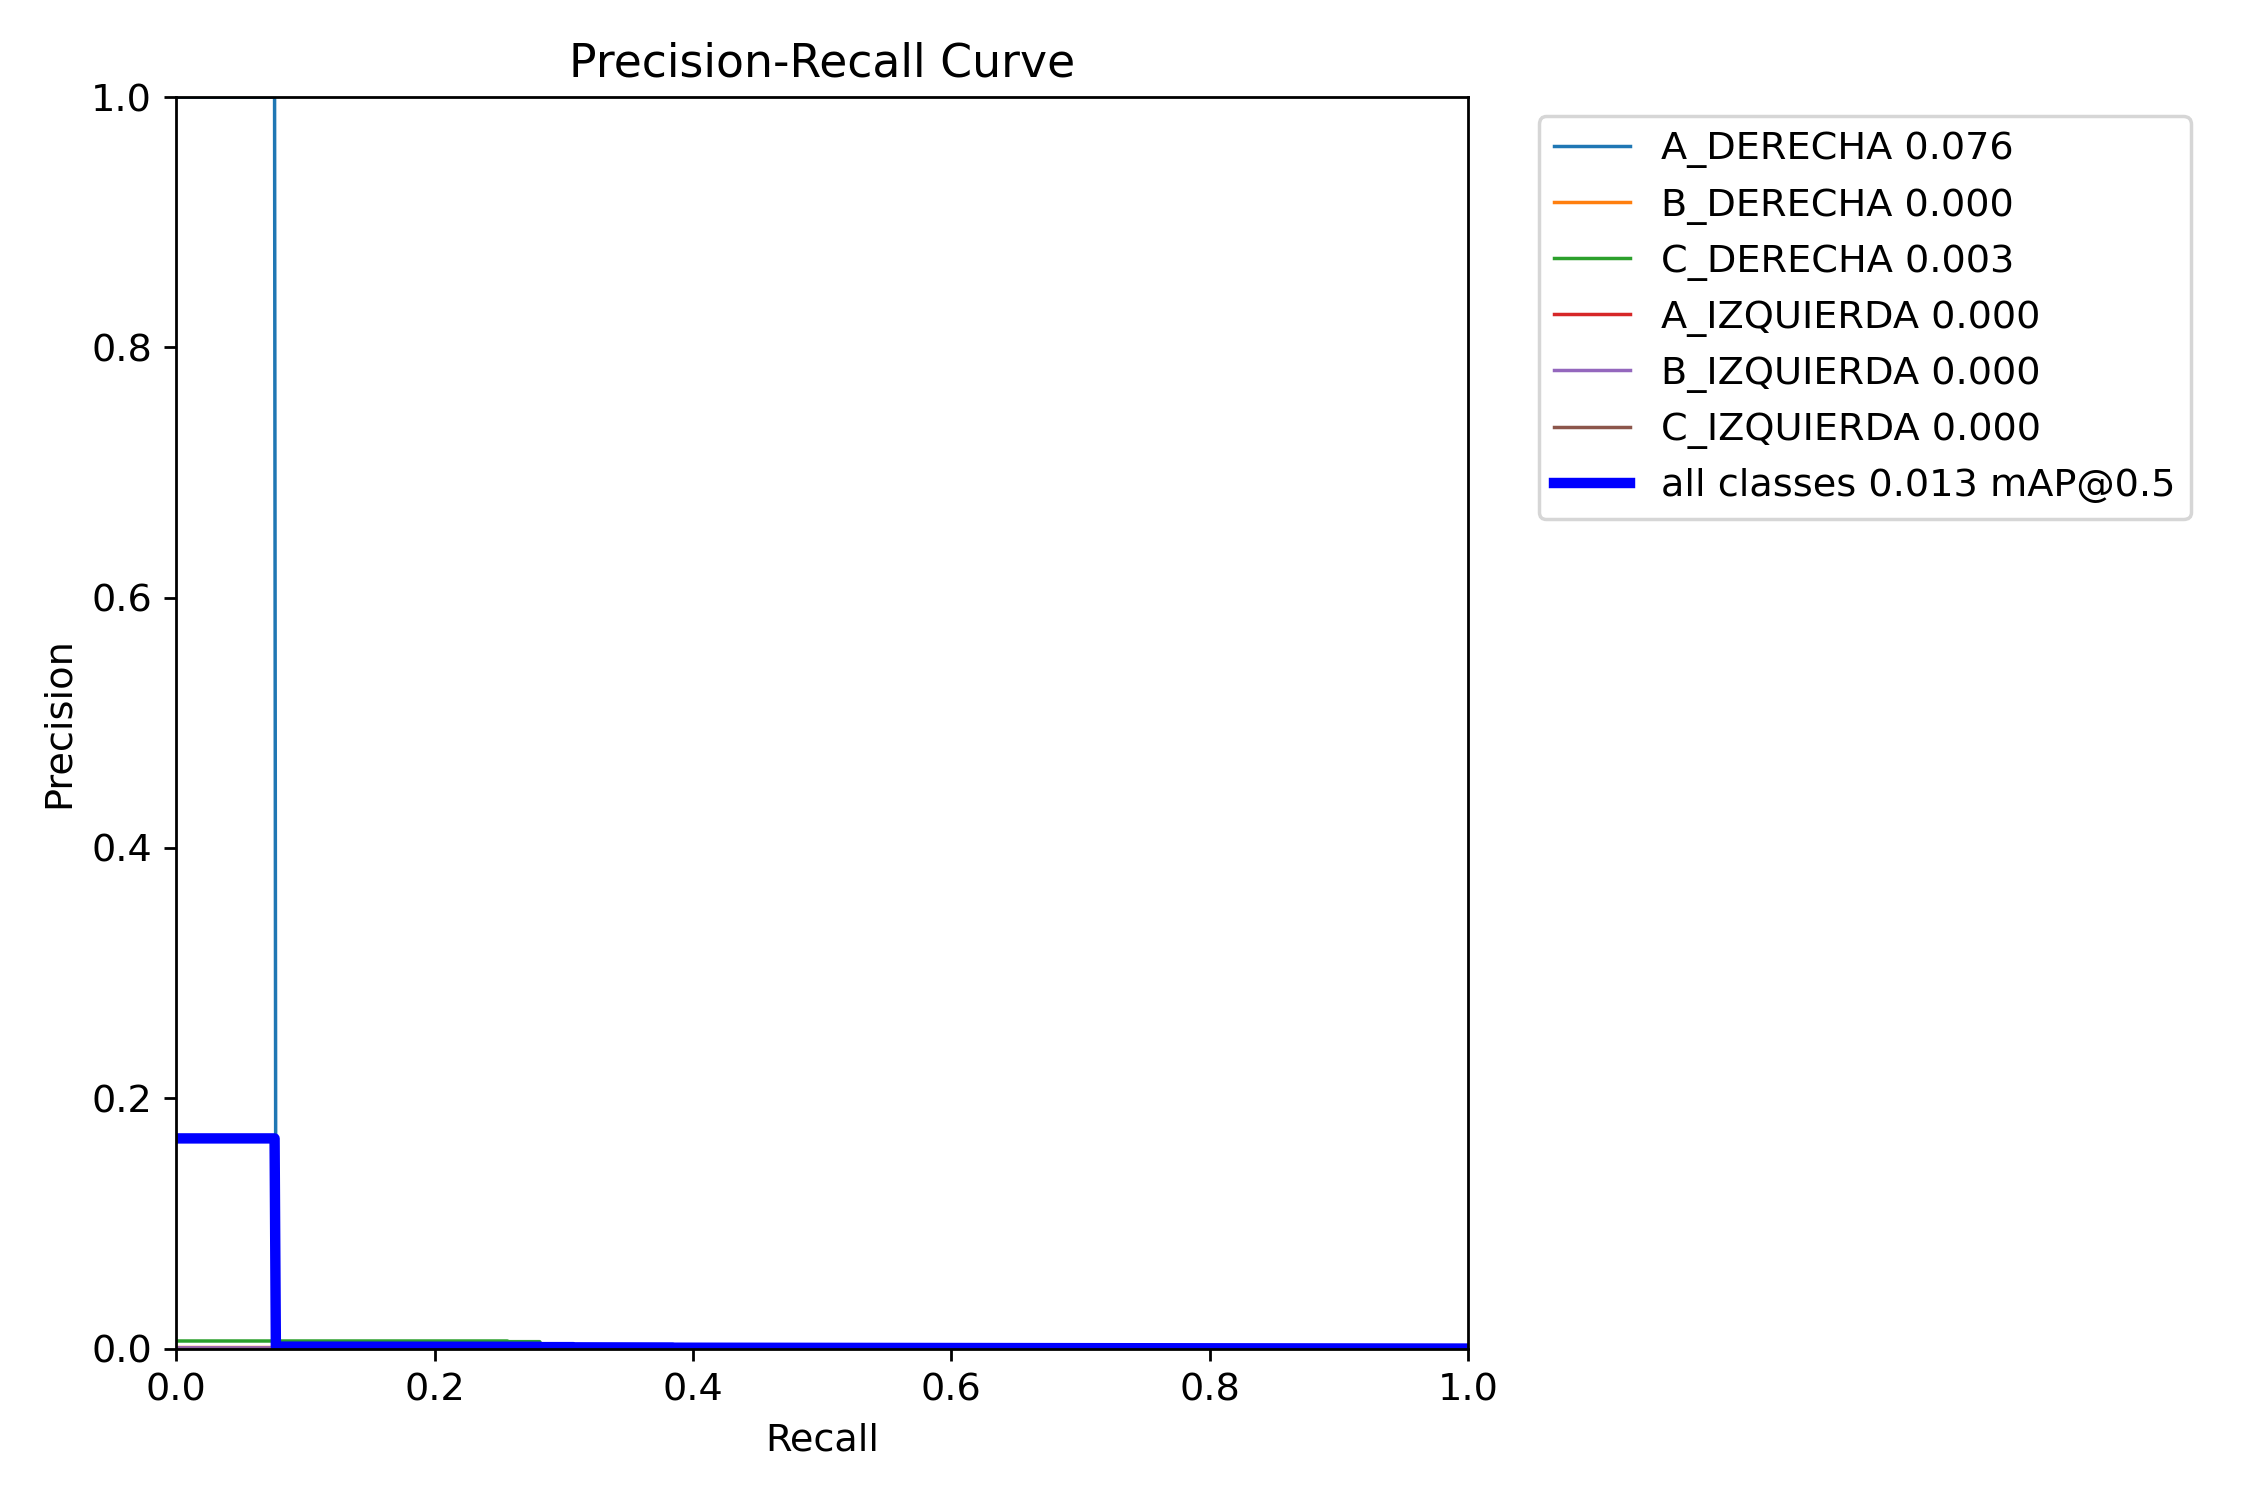 Precision-Recall Curve
1.0
0.8
0.6
0.4
0.2
0.0
Precision
0.0 0.2 0.4 0.6 0.8 1.0
Recall
A_DERECHA 0.076
B_DERECHA 0.000
C_DERECHA 0.003
A_IZQUIERDA 0.000
B_IZQUIERDA 0.000
C_IZQUIERDA 0.000
all classes 0.013 mAP@0.5